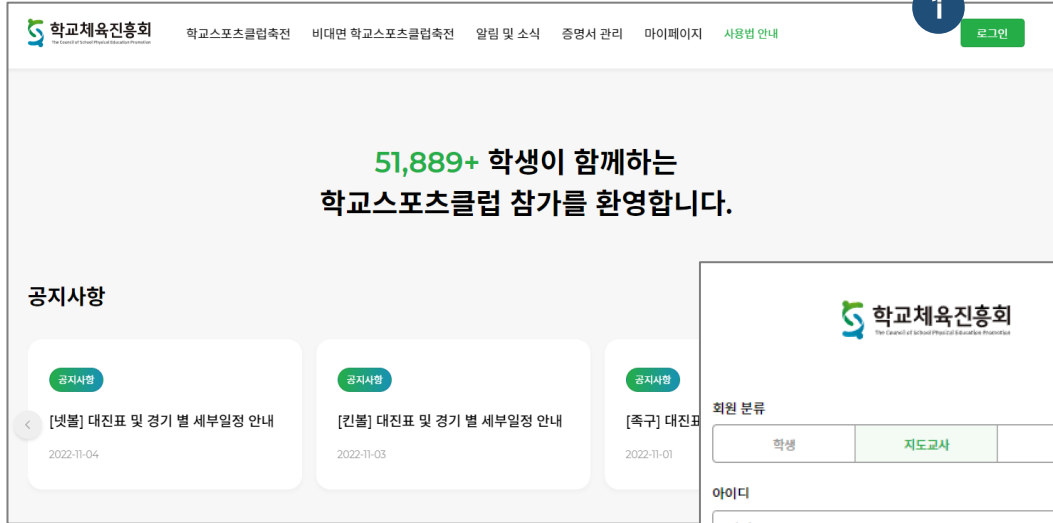 1
학교체육진흥회
The Council of School Physical Education Promotion
학교스포츠클럽축전 비대면 학교스포츠클럽축전 알림 및 소식 증명서 관리 마이페이지 사용법 안내
로그인
51,889+ 학생이 함께하는
학교스포츠클럽 참가를 환영합니다.
공지사항
공지사항
[넷볼] 대진표 및 경기 별 세부일정 안내
2022-11-04
공지사항
[킨볼] 대진표 및 경기 별 세부일정 안내
2022-11-03
공지사항
[족구] 대진표
2022-11-01
학교체육진흥회
The Council of School Physical Education Promotion
회원 분류
학생 지도교사
아이디